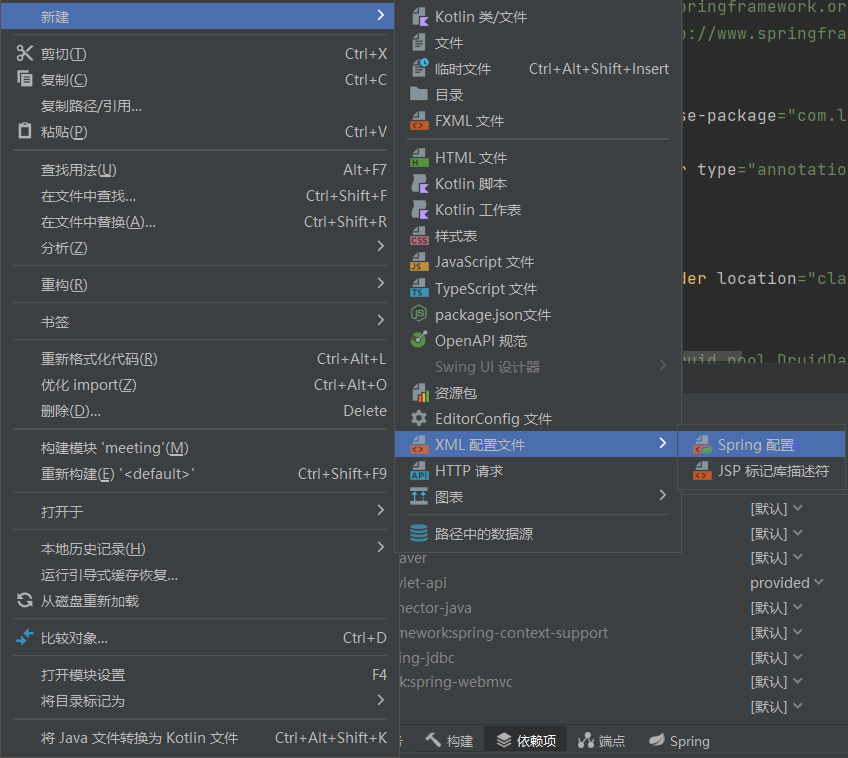 新建
剪切(T) Ctrl+X
复制(C) Ctrl+C
复制路径/引用...
粘贴(P) Ctrl+V
查找用法(U) Alt+F7
在文件中查找... Ctrl+Shift+F
在文件中替换(A)... Ctrl+Shift+R
分析(Z)
重构(R)
书签
重新格式化代码(R) Ctrl+Alt+L
优化 import(Z) Ctrl+Alt+O
删除(D)... Delete
构建模块 'meeting'(M)
重新构建(E) '<default>' Ctrl+Shift+F9
打开于
本地历史记录(H)
运行引导式缓存恢复...
从磁盘重新加载
比较对象... Ctrl+D
打开模块设置 F4
将目录标记为
将 Java 文件转换为 Kotlin 文件 Ctrl+Alt+Shift+K
Kotlin 类/文件
文件
临时文件 Ctrl+Alt+Shift+Insert
目录
FXML 文件
HTML 文件
Kotlin 脚本
Kotlin 工作表
样式表
JavaScript 文件
TypeScript 文件
package.json文件
OpenAPI 规范
Swing UI 设计器
资源包
EditorConfig 文件
XML 配置文件
HTTP 请求
图表
路径中的数据源
Spring 配置
JSP 标记库描述符
springframework.or
p://www.springfra
se-package="com.l
r type="annotatio
der location="cla
ruid.pool.DruidDa
[默认]
[默认]
aver [默认]
vlet-api provided
nector-java [默认]
mework:spring-context-support [默认]
ing-jdbc [默认]
k:spring-webmvc [默认]
[默认]
构建 依赖项 端点 Spring